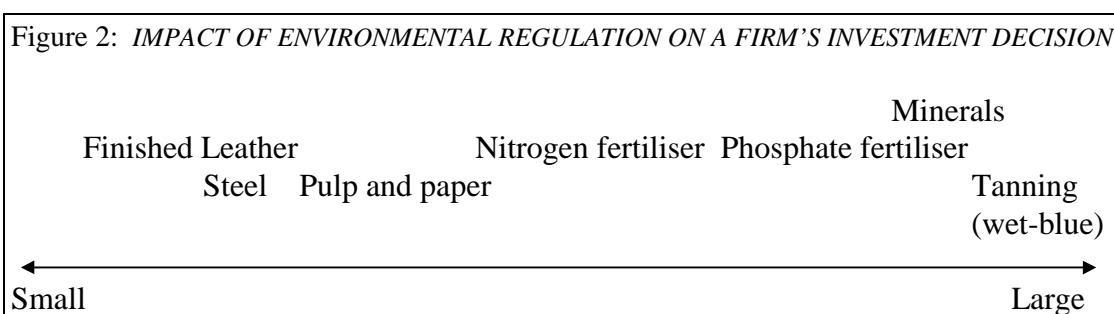 Figure 2: IMPACT OF ENVIRONMENTAL REGULATION ON A FIRM'S INVESTMENT DECISION
Minerals
Finished Leather Nitrogen fertiliser Phosphate fertiliser
Steel Pulp and paper Tanning
(wet-blue)
Small Large